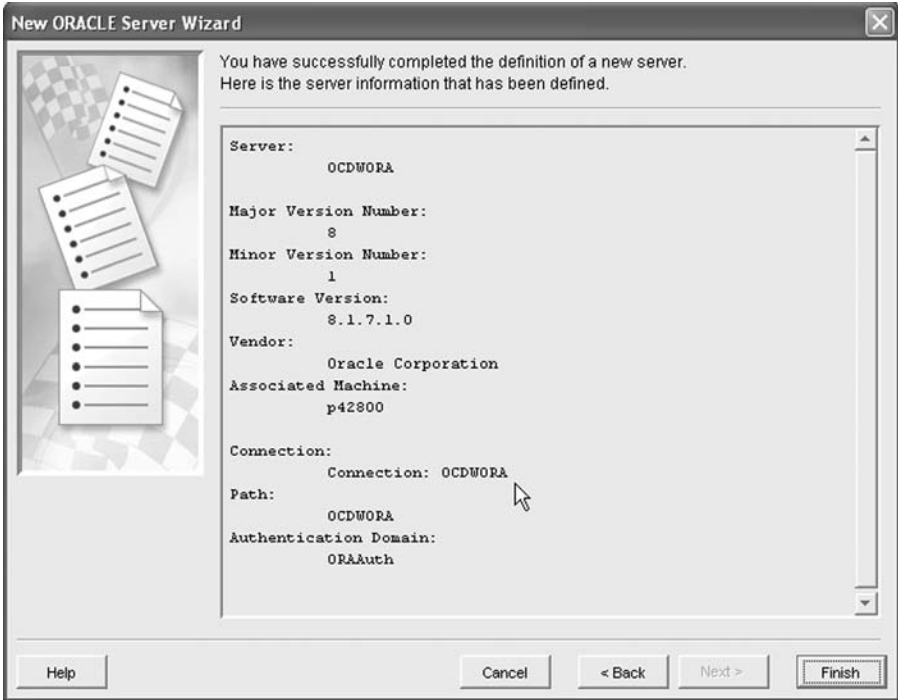 New ORACLE Server Wizard
You have successfully completed the definition of a new server.
Here is the server information that has been defined.
Server:
OCDWORA
Major Version Number:
8
Minor Version Number:
1
Software Version:
8.1.7.1.0
Vendor:
Oracle Corporation
Associated Machine:
p42800
Connection:
Connection: OCDWORA
Path:
OCDWORA
Authentication Domain:
ORAAuth
Help Cancel < Back Next > Finish